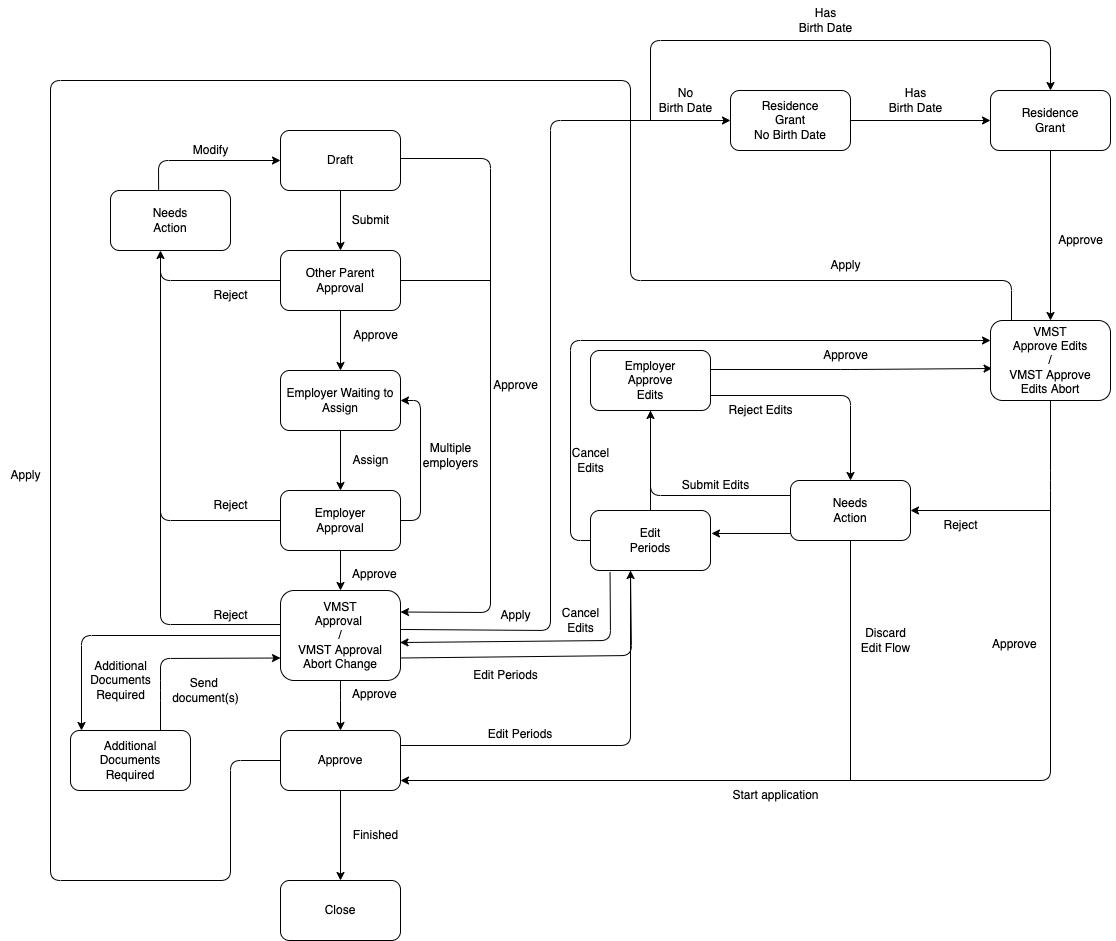 Has
Birth Date
No
Birth Date
Residence
Grant
No Birth Date
Has
Birth Date
Residence
Grant
Modify
Draft
Needs
Action
Submit
Approve
Apply
Other Parent
Approval
Reject
Approve
VMST
Approve Edits
/
VMST Approve
Edits Abort
Employer
Approve
Edits
Approve
Employer Waiting to
Assign
Approve
Reject Edits
Multiple
employers
Assign
Cancel
Edits
Apply
Submit Edits
Needs
Action
Reject
Employer
Approval
Edit
Periods
Reject
Approve
VMST
Approval
/
VMST Approval
Abort Change
Reject
Apply
Cancel
Edits
Discard
Edit Flow
Approve
Additional
Documents
Required
Send
document(s)
Edit Periods
Approve
Edit Periods
Additional
Documents
Required
Approve
Start application
Finished
Close